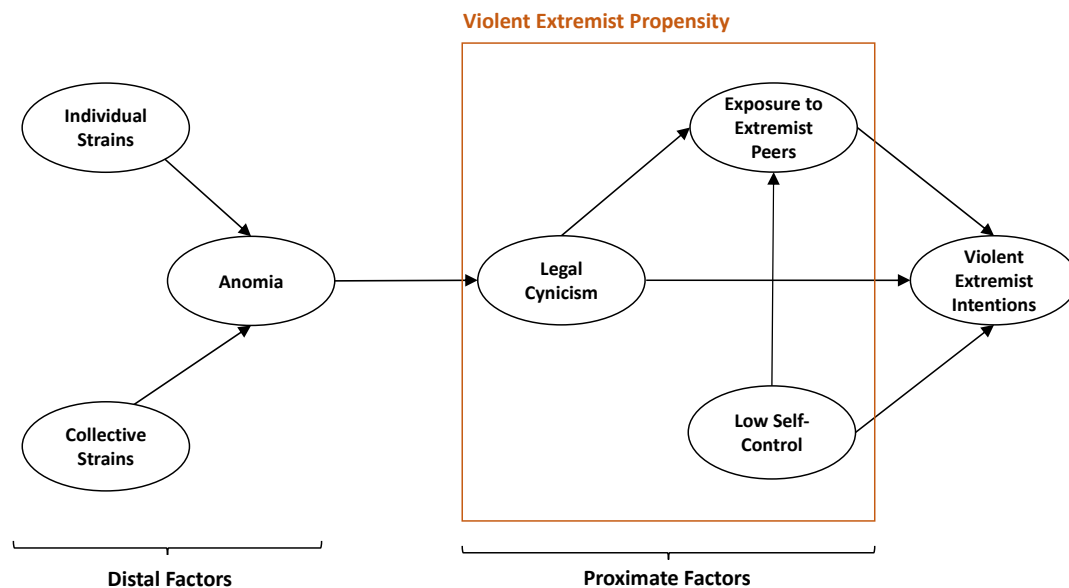 Violent Extremist Propensity
Individual
Strains
Exposure to
Extremist
Peers
Anomia
Legal
Cynicism
Violent
Extremist
Intentions
Collective
Strains
Low Self-
Control
Distal Factors
Proximate Factors